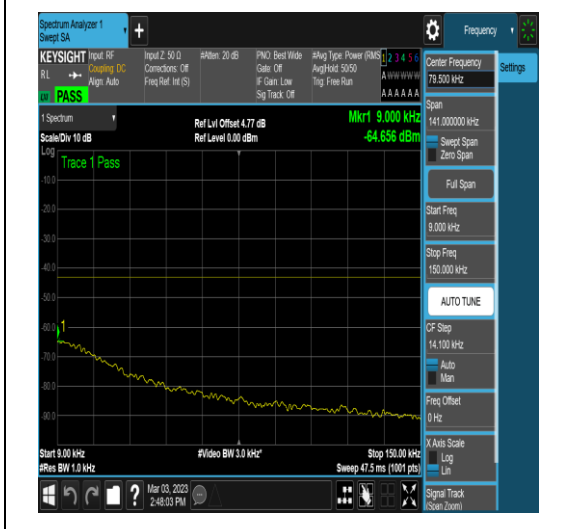 Spectrum Analyzer 1
Swept SA
+
Frequency
KEYSIGHT
Input: RF
Coupling: DC
Align: Auto
Input Z: 50 Ω
Corrections: Off
Freq Ref: Int (S)
#Atten: 20 dB
PNO: Best Wide
Gate: Off
IF Gain: Low
Sig Track: Off
#Avg Type: Power (RMS
Avg|Hold: 50/50
Trig: Free Run
1 2 3 4 5 6
A W W W W W
A A A A A A
R L
PASS
1 Spectrum
Scale/Div 10 dB
Log
Ref Lvl Offset 4.77 dB
Ref Level 0.00 dBm
Mkr1 9.000 kHz
-64.656 dBm
Trace 1 Pass
-10.0
-20.0
-30.0
-40.0
-50.0
-60.0
-70.0
-80.0
-90.0
1
Start 9.00 kHz
#Res BW 1.0 kHz
#Video BW 3.0 kHz*
Stop 150.00 kHz
Sweep 47.5 ms (1001 pts)
Mar 03, 2023
2:48:03 PM
?
Center Frequency
79.500 kHz
Span
141.000000 kHz
Swept Span
Zero Span
Full Span
Start Freq
9.000 kHz
Stop Freq
150.000 kHz
AUTO TUNE
CF Step
14.100 kHz
Auto
Man
Freq Offset
0 Hz
X Axis Scale
Log
Lin
Signal Track
(Span Zoom)
Settings